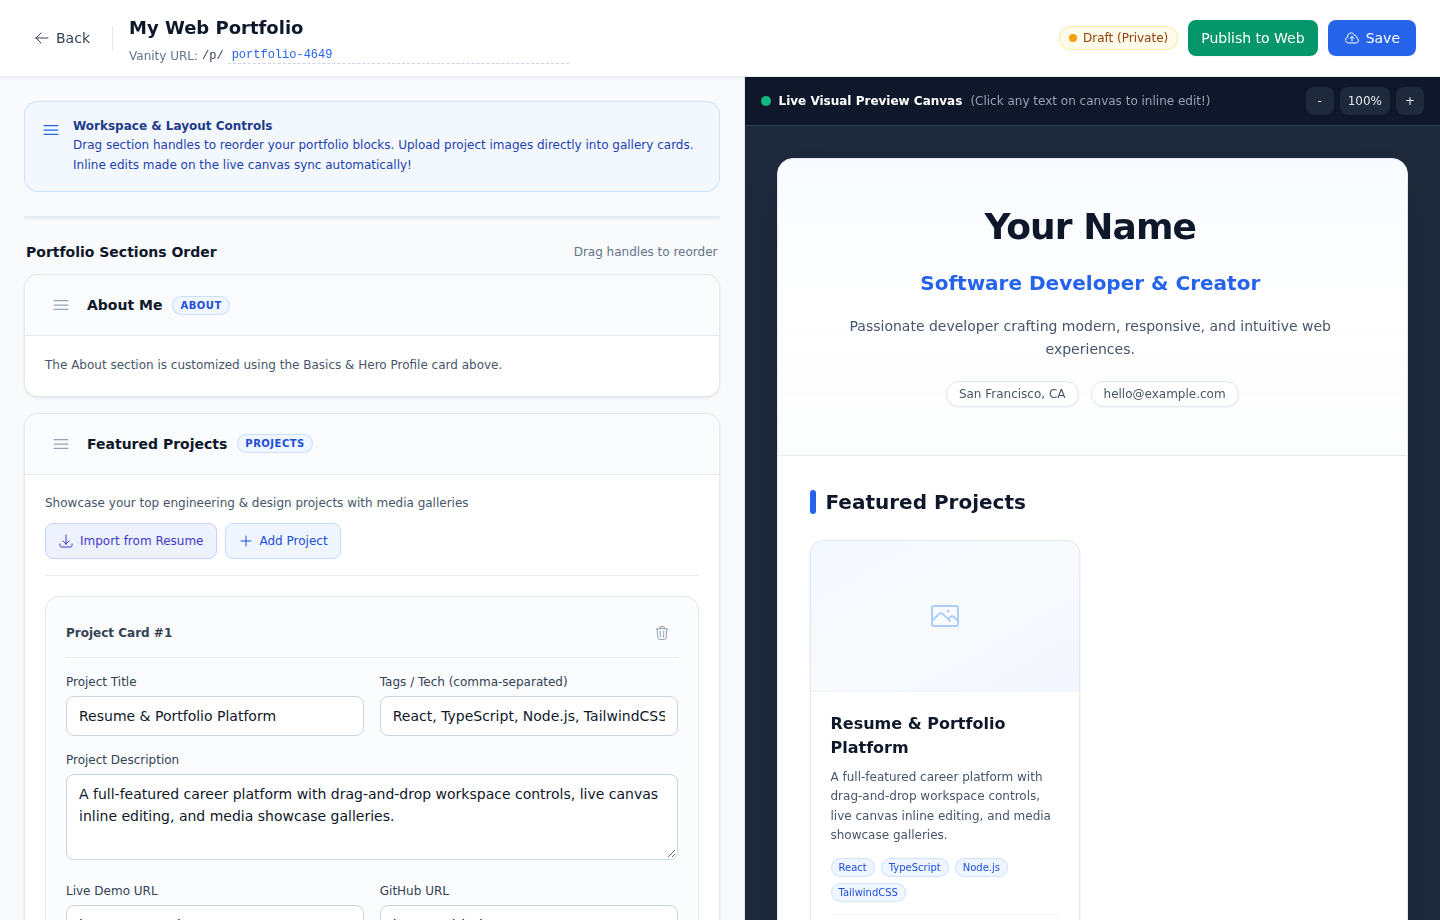 Back
My Web Portfolio
Vanity URL: /p/ portfolio-4649
Draft (Private)
Publish to Web
Save
Workspace & Layout Controls
Drag section handles to reorder your portfolio blocks. Upload project images directly into gallery cards.
Inline edits made on the live canvas sync automatically!
Portfolio Sections Order
Drag handles to reorder
About Me ABOUT
The About section is customized using the Basics & Hero Profile card above.
Featured Projects PROJECTS
Showcase your top engineering & design projects with media galleries
Import from Resume
Add Project
Project Card #1
Project Title
Tags / Tech (comma-separated)
Resume & Portfolio Platform
React, TypeScript, Node.js, TailwindCSS
Project Description
A full-featured career platform with drag-and-drop workspace controls, live canvas
inline editing, and media showcase galleries.
Live Demo URL
GitHub URL
Live Visual Preview Canvas (Click any text on canvas to inline edit!)
- 100% +
Your Name
Software Developer & Creator
Passionate developer crafting modern, responsive, and intuitive web
experiences.
San Francisco, CA
hello@example.com
Featured Projects
Resume & Portfolio
Platform
A full-featured career platform with
drag-and-drop workspace controls,
live canvas inline editing, and media
showcase galleries.
React TypeScript Node.js
TailwindCSS